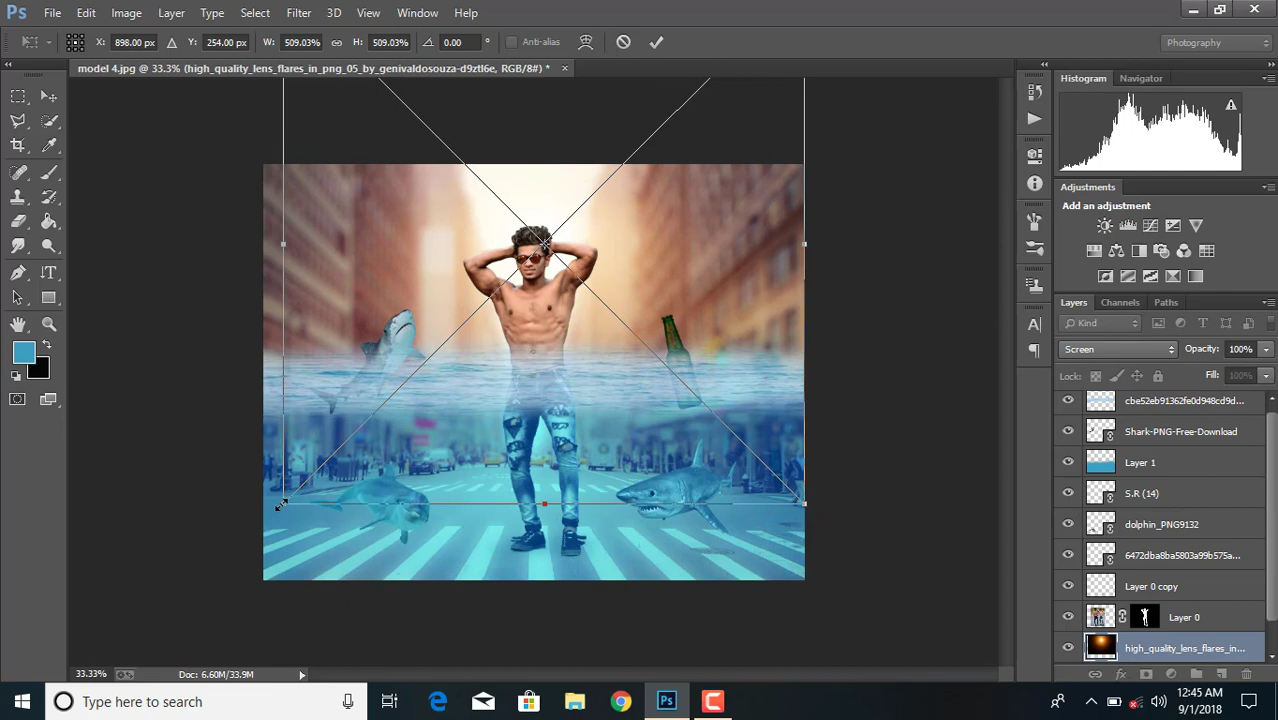 Ps File Edit Image Layer Type Select Filter 3D View Window Help
X: 898.00 px Y: 254.00 px W: 509.03% H: 509.03% 0.00 ° Anti-alias Photography
model 4.jpg @ 33.3% (high_quality_lens_flares_in_png_05_by_genivaldosouza-d9ztl6e, RGB/8#) * ×
Histogram Navigator
Adjustments
Add an adjustment
Layers Channels Paths
Kind
Screen Opacity: 100%
Lock: Fill: 100%
cbe52eb91362fe0d948cd9d...
Shark-PNG-Free-Download
Layer 1
S.R (14)
dolphin_PNG9132
6472dba8ba5803a99b575a...
Layer 0 copy
Layer 0
high_quality_lens_flares_in...
33.33% Doc: 6.60M/33.9M
Type here to search
12:45 AM
9/1/2018